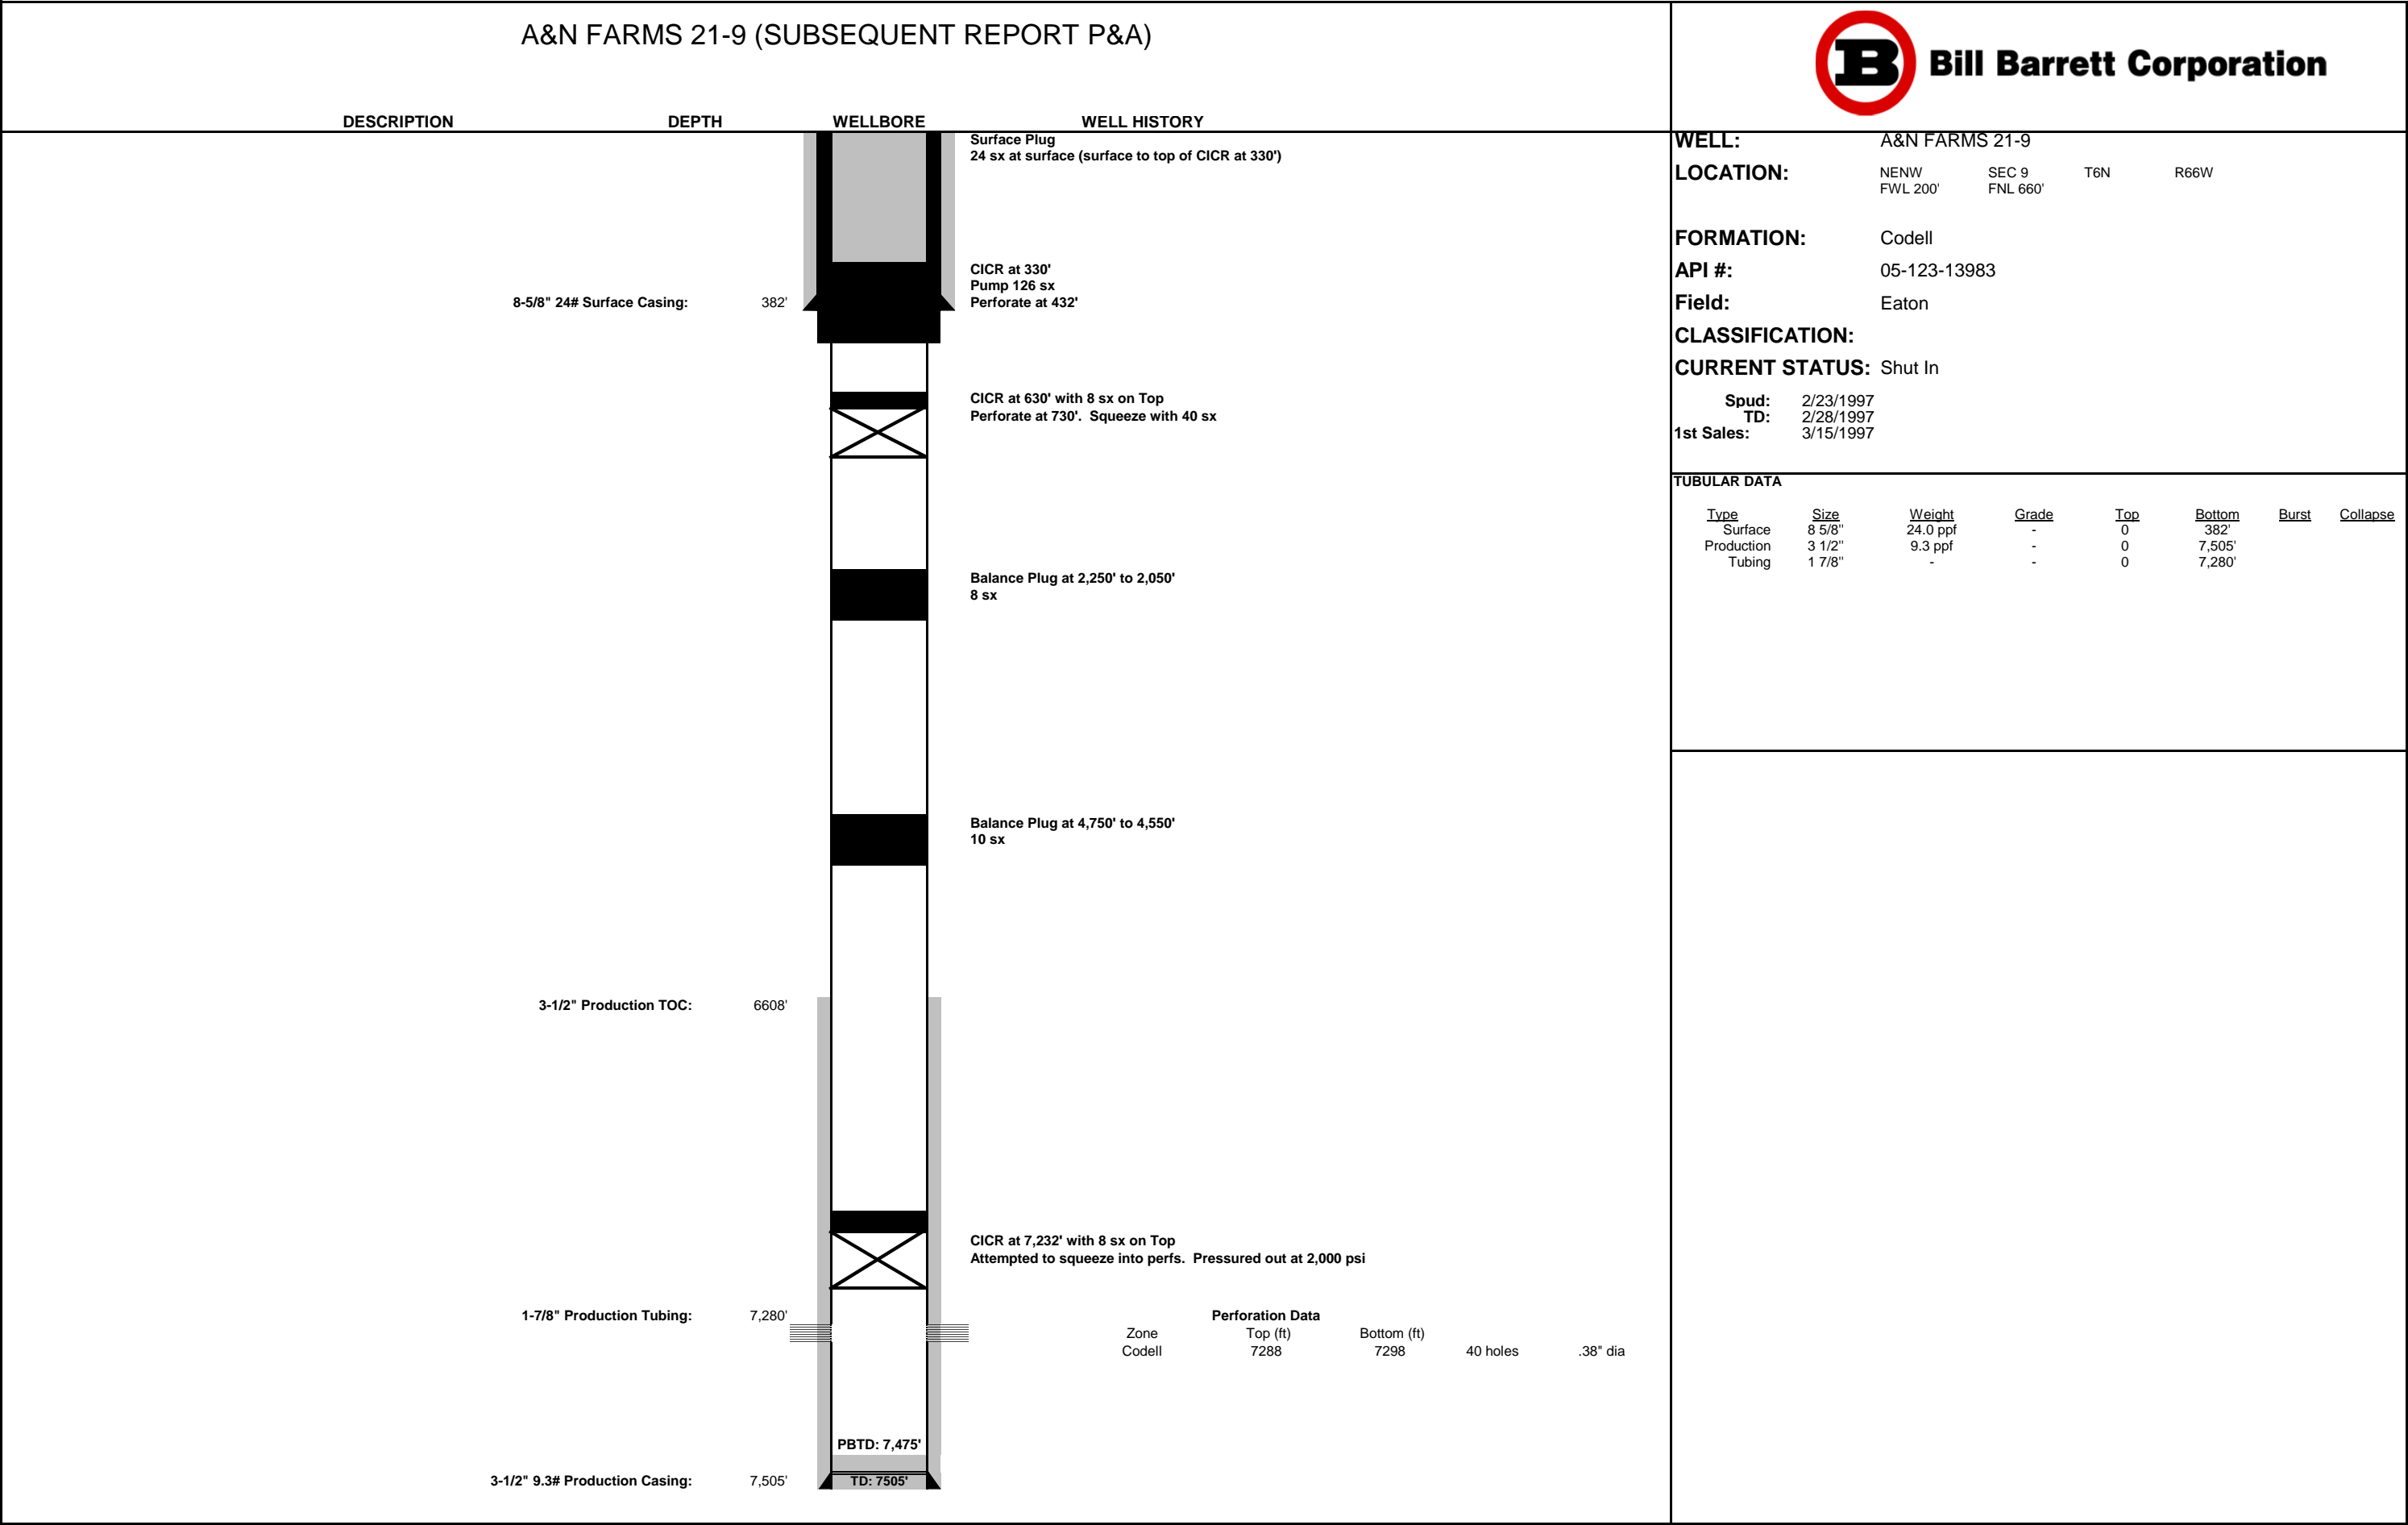 A&N FARMS 21-9 (SUBSEQUENT REPORT P&A)
B Bill Barrett Corporation
DESCRIPTION DEPTH WELLBORE WELL HISTORY
Surface Plug
24 sx at surface (surface to top of CICR at 330')
CICR at 330'
Pump 126 sx
8-5/8" 24# Surface Casing: 382' Perforate at 432'
CICR at 630' with 8 sx on Top
Perforate at 730'. Squeeze with 40 sx
Balance Plug at 2,250' to 2,050'
8 sx
Balance Plug at 4,750' to 4,550'
10 sx
3-1/2" Production TOC: 6608'
CICR at 7,232' with 8 sx on Top
Attempted to squeeze into perfs. Pressured out at 2,000 psi
1-7/8" Production Tubing: 7,280' Perforation Data
Zone Top (ft) Bottom (ft)
Codell 7288 7298 40 holes .38" dia
PBTD: 7,475'
3-1/2" 9.3# Production Casing: 7,505' TD: 7505'
WELL: A&N FARMS 21-9
LOCATION: NENW SEC 9 T6N R66W
FWL 200' FNL 660'
FORMATION: Codell
API #: 05-123-13983
Field: Eaton
CLASSIFICATION:
CURRENT STATUS: Shut In
Spud: 2/23/1997
TD: 2/28/1997
1st Sales: 3/15/1997
TUBULAR DATA
Type Size Weight Grade Top Bottom Burst Collapse
Surface 8 5/8" 24.0 ppf - 0 382'
Production 3 1/2" 9.3 ppf - 0 7,505'
Tubing 1 7/8" - - 0 7,280'